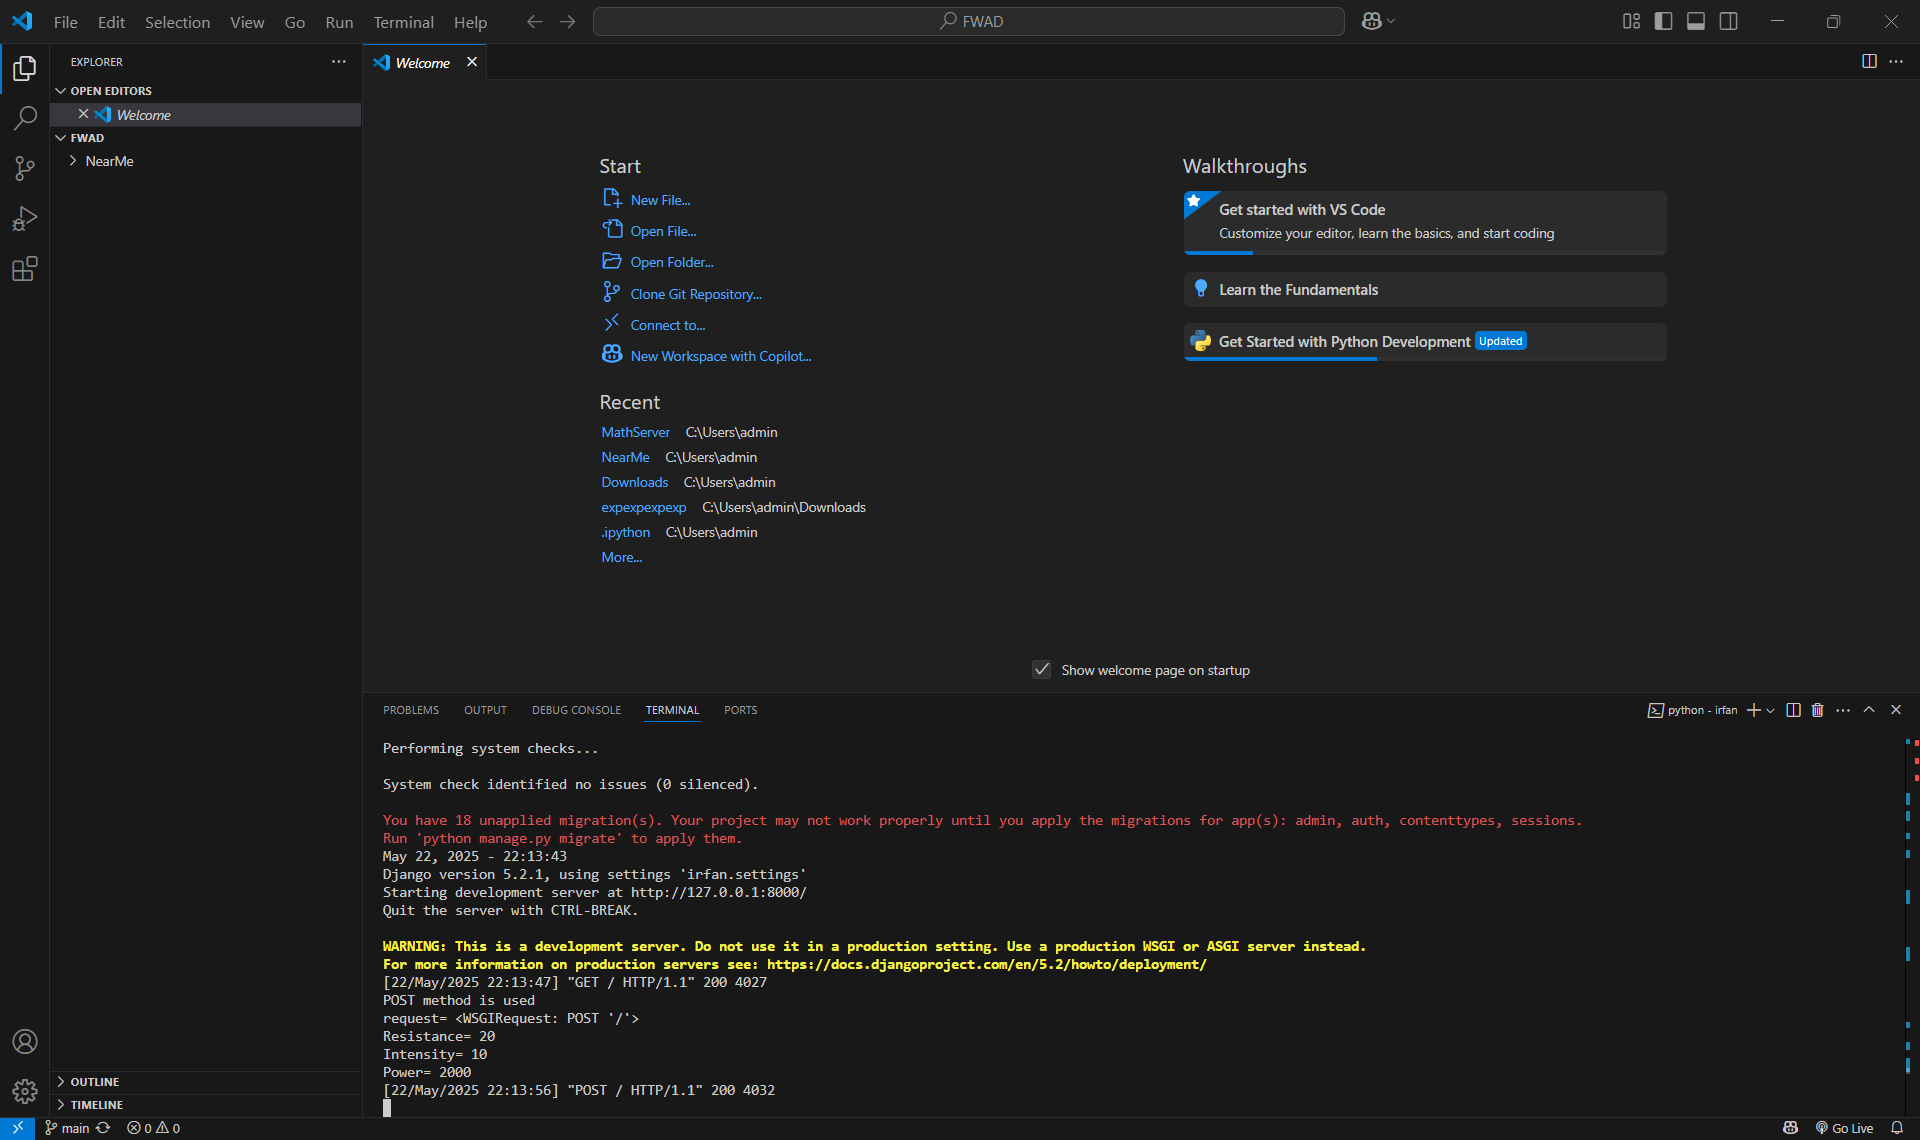 File Edit Selection View Go Run Terminal Help
FWAD
EXPLORER
OPEN EDITORS
Welcome
FWAD
NearMe
OUTLINE
TIMELINE
Welcome
Start
New File...
Open File...
Open Folder...
Clone Git Repository...
Connect to...
New Workspace with Copilot...
Recent
MathServer C:\Users\admin
NearMe C:\Users\admin
Downloads C:\Users\admin
expexpexpexp C:\Users\admin\Downloads
.ipython C:\Users\admin
More...
Walkthroughs
Get started with VS Code
Customize your editor, learn the basics, and start coding
Learn the Fundamentals
Get Started with Python Development Updated
Show welcome page on startup
PROBLEMS OUTPUT DEBUG CONSOLE TERMINAL PORTS
python - irfan
Performing system checks...
System check identified no issues (0 silenced).
You have 18 unapplied migration(s). Your project may not work properly until you apply the migrations for app(s): admin, auth, contenttypes, sessions.
Run 'python manage.py migrate' to apply them.
May 22, 2025 - 22:13:43
Django version 5.2.1, using settings 'irfan.settings'
Starting development server at http://127.0.0.1:8000/
Quit the server with CTRL-BREAK.
WARNING: This is a development server. Do not use it in a production setting. Use a production WSGI or ASGI server instead.
For more information on production servers see: https://docs.djangoproject.com/en/5.2/howto/deployment/
[22/May/2025 22:13:47] "GET / HTTP/1.1" 200 4027
POST method is used
request= <WSGIRequest: POST '/'>
Resistance= 20
Intensity= 10
Power= 2000
[22/May/2025 22:13:56] "POST / HTTP/1.1" 200 4032
main 0 0 Go Live